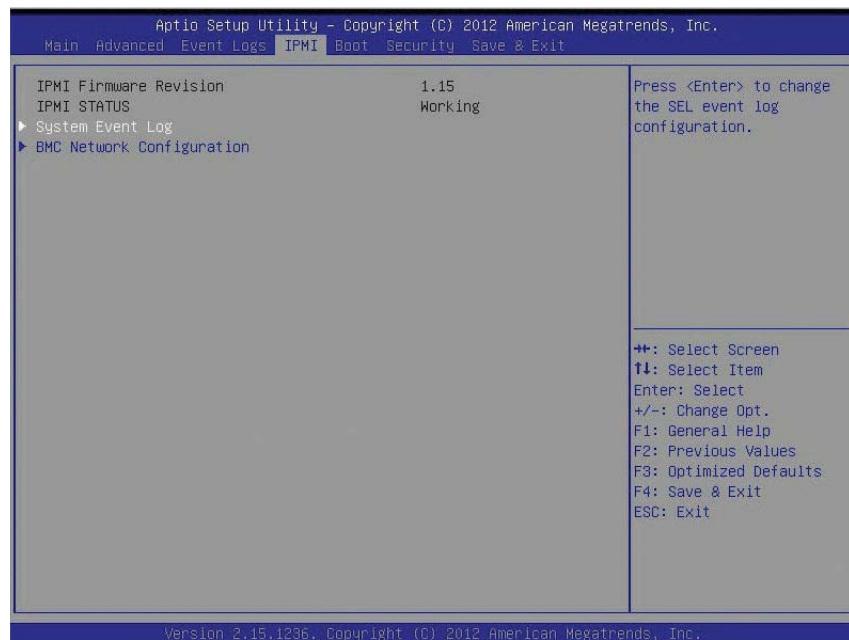 Aptio Setup Utility – Copyright (C) 2012 American Megatrends, Inc.
Main Advanced Event Logs IPMI Boot Security Save & Exit
IPMI Firmware Revision 1.15
IPMI STATUS Working
System Event Log
BMC Network Configuration
Press <Enter> to change
the SEL event log
configuration.
→←: Select Screen
↑↓: Select Item
Enter: Select
+/-: Change Opt.
F1: General Help
F2: Previous Values
F3: Optimized Defaults
F4: Save & Exit
ESC: Exit
Version 2.15.1236. Copyright (C) 2012 American Megatrends, Inc.